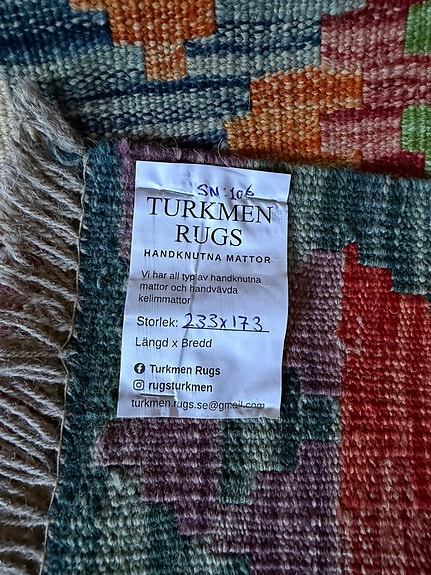 SN: 106
TURKMEN
RUGS
HANDKNUTNA MATTOR
Vi har all typ av handknutna
mattor och handvävda
kelimmattor
Storlek: 233x173
Längd x Bredd
Turkmen Rugs
rugsturkmen
turkmen.rugs.se@gmail.com